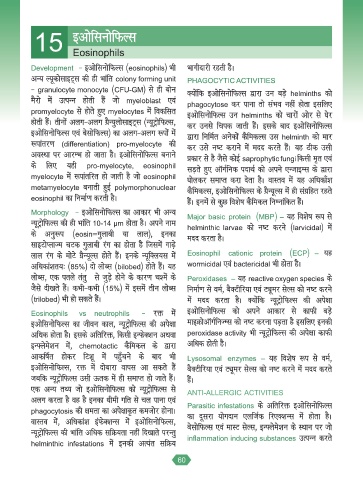 15
इओसिनोफिल्स
Eosinophils
Development - इओसिनोफिल्स (eosinophils) भी
अन्य ल्यूकोसाइट्स की ही भांति colony forming unit
– granulocyte monocyte (CFU-GM) से ही बोन
मैरो में उत्पन्न होती हैं जो myeloblast एवं
promyelocyte से होते हुए myelocytes में विकसित
होती हैं। तीनों अलग-अलग ग्रैन्युलोसाइट्स (न्यूट्रोफिल्स,
इओसिनोफिल्स एवं बेसोफिल्स) का अलग-अलग रूपों में
रूपांतरण (differentiation) pro-myelocyte की
अवस्था पर आरम्भ हो जाता है। इओसिनोफिल्स बनाने
के लिए यही pro-myelocyte, eosinophil
myelocyte में रूपांतरित हो जाती है जो eosinophil
metamyelocyte बनाती हुई polymorphonuclear
eosinophil का निर्माण करती है।
Morphology - इओसिनोफिल्स का आकार भी अन्य
न्यूट्रोफिल्स की ही भांति 10-14 µm होता है। अपने नाम
के अनुरूप (eosin=गुलाबी या लाल), इनका
साइटोप्लाज्म चटक गुलाबी रंग का होता है जिसमें गाढ़े
लाल रंग के मोटे ग्रैन्यूल्स होते हैं। इनके न्यूक्लियस में
अधिकांशतयः (85%) दो लोब्स (bilobed) होते हैं। यह
लोब्स, एक पतले तंतु से जुड़े होने के कारण चश्मे के
जैसे दीखते हैं। कभी-कभी (15%) में इसमें तीन लोब्स
(trilobed) भी हो सकते हैं।
Eosinophils vs neutrophils – रक्त में
इओसिनोफिल्स का जीवन काल, न्यूट्रोफिल्स की अपेक्षा
अधिक होता है। इसके अतिरिक्त, किसी इन्फेक्शन अथवा
इन्फ्लेमेशन में, chemotactic कैमिकल के द्वारा
आकर्षित होकर टिशू में पहुँचने के बाद भी
इओसिनोफिल्स, रक्त में दोबारा वापस आ सकते हैं
जबकि न्यूट्रोफिल्स उसी ऊतक में ही समाप्त हो जाते हैं।
एक अन्य तथ्य जो इओसिनोफिल्स को न्यूट्रोफिल्स से
अलग करता है वह है इनका धीमी गति से चल पाना एवं
phagocytosis की क्षमता का अपेक्षाकृत कमजोर होना।
वास्तव में, अधिकांश इंफेक्शन्स में इओसिनोफिल्स,
न्यूट्रोफिल्स की भांति अधिक सक्रियता नहीं दिखाते परन्तु
helminthic infestations में इनकी अत्यंत सक्रिय
भागीदारी रहती है।
PHAGOCYTIC ACTIVITIES
क्योंकि इओसिनोफिल्स द्वारा उन बड़े helminths को
phagocytose कर पाना तो संभव नहीं होता इसलिए
इओसिनोफिल्स उन helminths को चारों ओर से घेर
कर उनसे चिपक जाती हैं। इसके बाद इओसिनोफिल्स
द्वारा निर्मित अनेकों कैमिकल्स उस helminth को मार
कर उसे नष्ट कराने में मदद करते हैं। यह ठीक उसी
प्रकार से है जैसे कोई saprophytic fungi किसी मृत एवं
सड़ते हुए ऑर्गेनिक पदार्थ को अपने एन्जाइम्स के द्वारा
घोलकर समाप्त करा देता है। वास्तव में यह अधिकाँश
कैमिकल्स, इओसिनोफिल्स के ग्रैन्यूल्स में ही संग्रहित रहते
हैं। इनमें से कुछ विशेष कैमिकल निम्नांकित हैं।
Major basic protein (MBP) – यह विशेष रूप से
helminthic larvae को नष्ट करने (larvicidal) में
मदद करता है।
Eosinophil cationic protein (ECP) – यह
wormicidal एवं bactericidal भी होता है।
Peroxidases – यह reactive oxygen species के
निर्माण से वर्म, बैक्टीरिया एवं ट्यूमर सेल्स को नष्ट करने
में मदद करता है। क्योंकि न्यूट्रोफिल्स की अपेक्षा
इओसिनोफिल्स को अपने आकार से काफी बड़े
माइक्रोऑर्गेनिज्म्स को नष्ट करना पड़ता है इसलिए इनकी
peroxidase activity भी न्यूट्रोफिल्स की अपेक्षा काफी
अधिक होती है।
Lysosomal enzymes – यह विशेष रूप से वर्म,
बैक्टीरिया एवं ट्यूमर सेल्स को नष्ट करने में मदद करते
हैं।
ANTI-ALLERGIC ACTIVITIES
Parasitic infestations के अतिरिक्त इओसिनोफिल्स
का दूसरा योगदान एलर्जिक रिएक्शन्स में होता है।
बेसोफिल्स एवं मास्ट सेल्स, इन्फ्लेमेशन के स्थान पर जो
inflammation inducing substances उत्पन्न करते
60